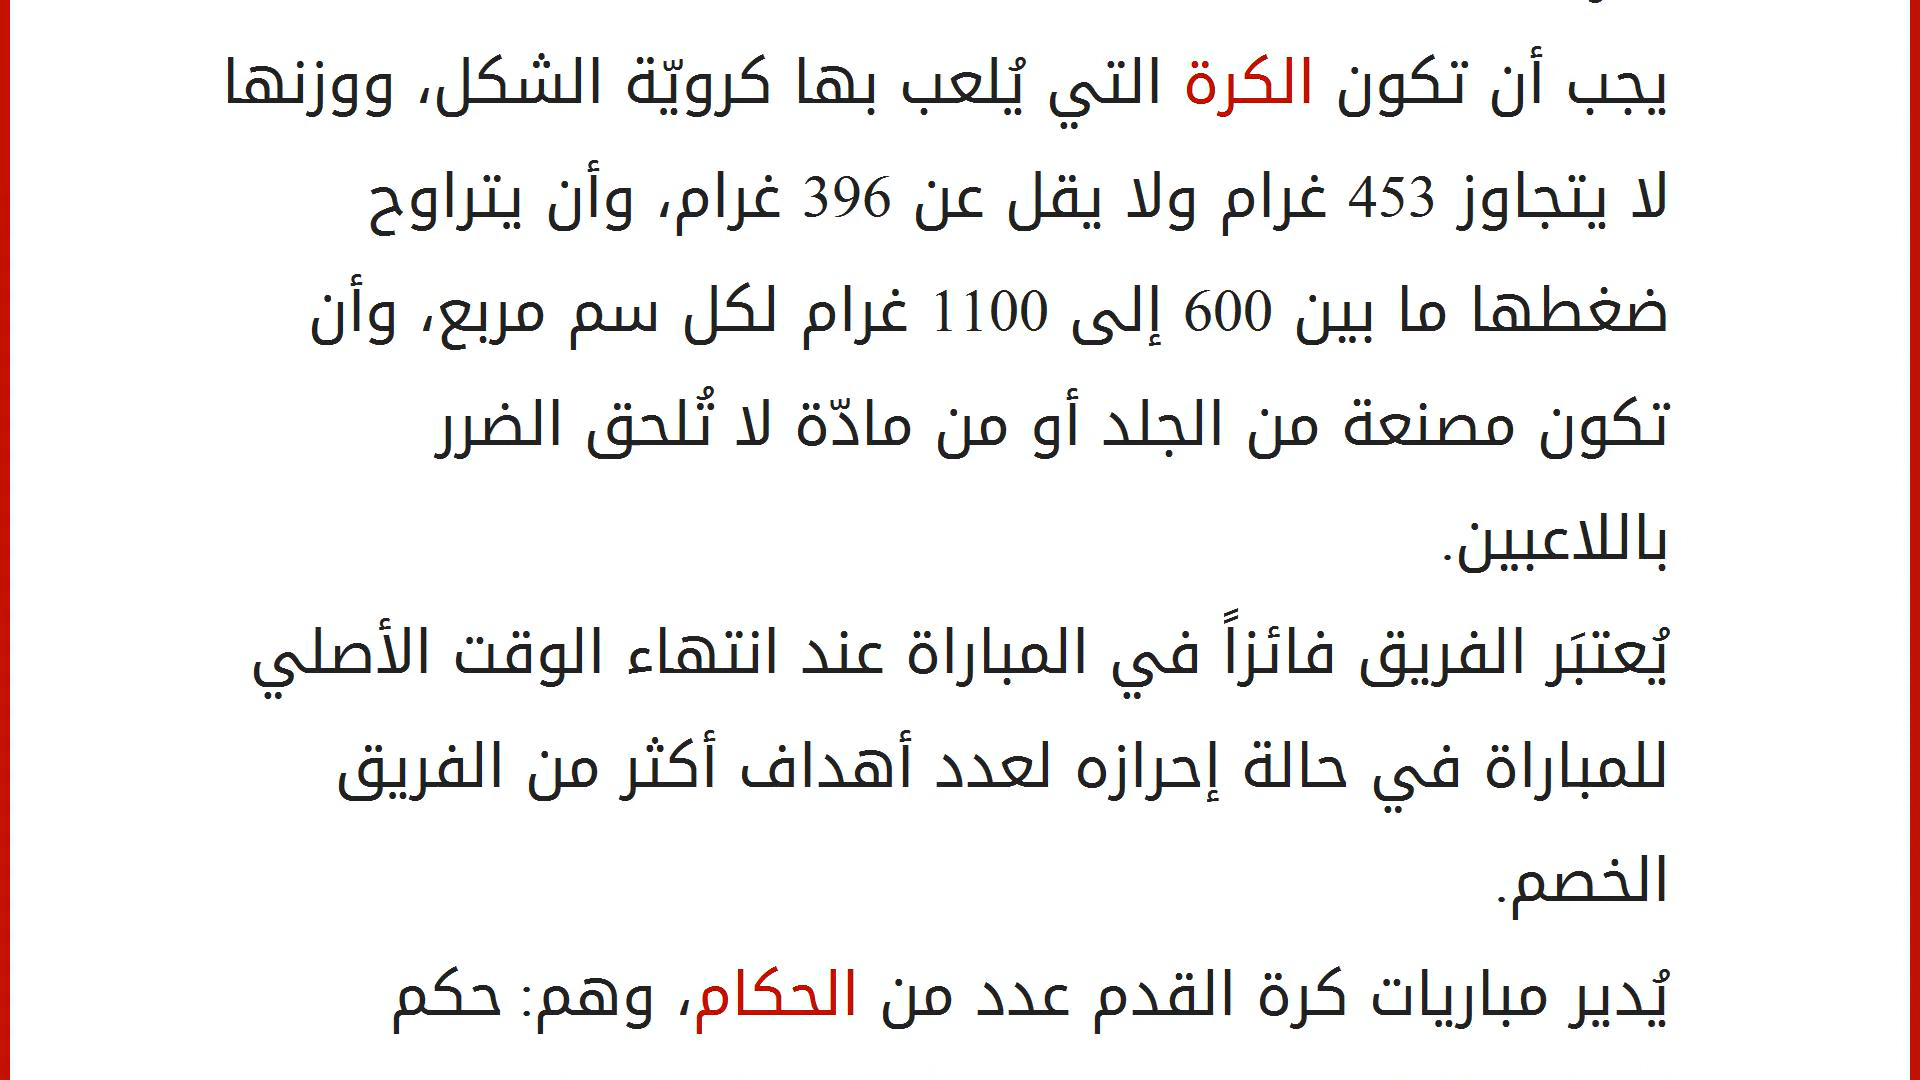 يجب أن تكون الكرة التي يُلعب بها كرويّة الشكل، ووزنها
لا يتجاوز 453 غرام ولا يقل عن 396 غرام، وأن يتراوح
ضغطها ما بين 600 إلى 1100 غرام لكل سم مربع، وأن
تكون مصنعة من الجلد أو من مادّة لا تُلحق الضرر
باللاعبين.
يُعتبَر الفريق فائزاً في المباراة عند انتهاء الوقت الأصلي
للمباراة في حالة إحرازه لعدد أهداف أكثر من الفريق
الخصم.
يُدير مباريات كرة القدم عدد من الحكام، وهم: حكم